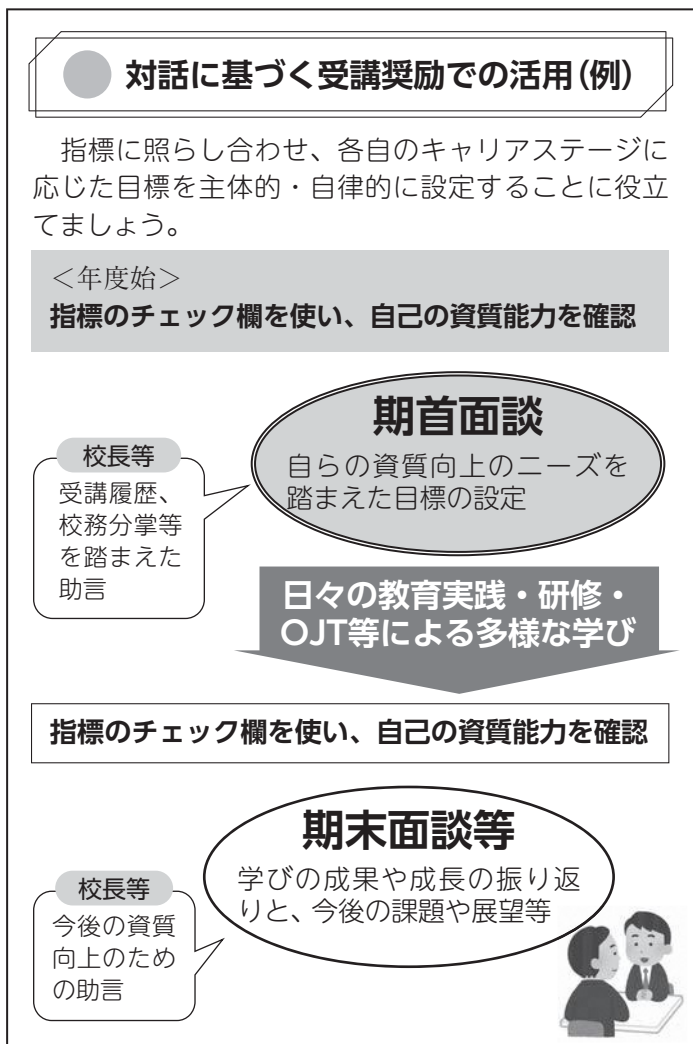 対話に基づく受講奨励での活用(例)
指標に照らし合わせ、各自のキャリアステージに
応じた目標を主体的・自律的に設定することに役立
てましょう。
＜年度始＞
指標のチェック欄を使い、自己の資質能力を確認
期首面談
自らの資質向上のニーズを
踏まえた目標の設定
校長等
受講履歴、
校務分掌等
を踏まえた
助言
日々の教育実践・研修・
OJT等による多様な学び
指標のチェック欄を使い、自己の資質能力を確認
期末面談等
学びの成果や成長の振り返
りと、今後の課題や展望等
校長等
今後の資質
向上のため
の助言